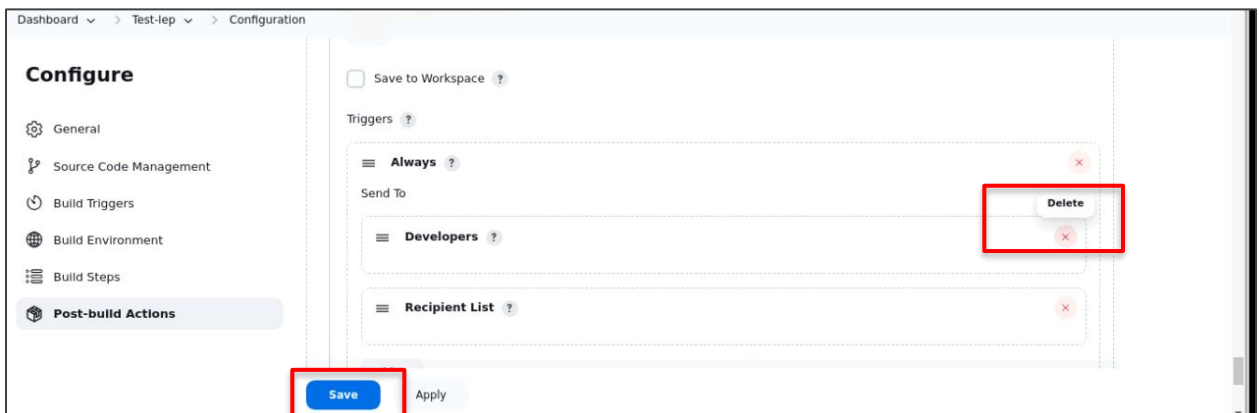 Dashboard > Test-lep > Configuration
Configure
General
Source Code Management
Build Triggers
Build Environment
Build Steps
Post-build Actions
Save to Workspace ?
Triggers ?
Always ?
Send To
Delete
Developers ?
Recipient List ?
Save
Apply